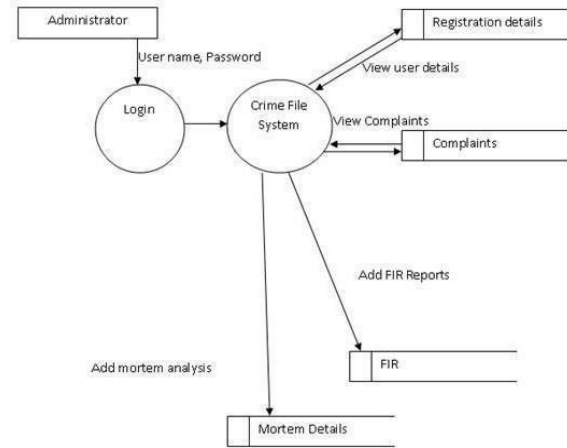 Administrator
Registration details
User name, Password
View user details
Login
Crime File
System
View Complaints
Complaints
Add FIR Reports
FIR
Add mortem analysis
Mortem Details